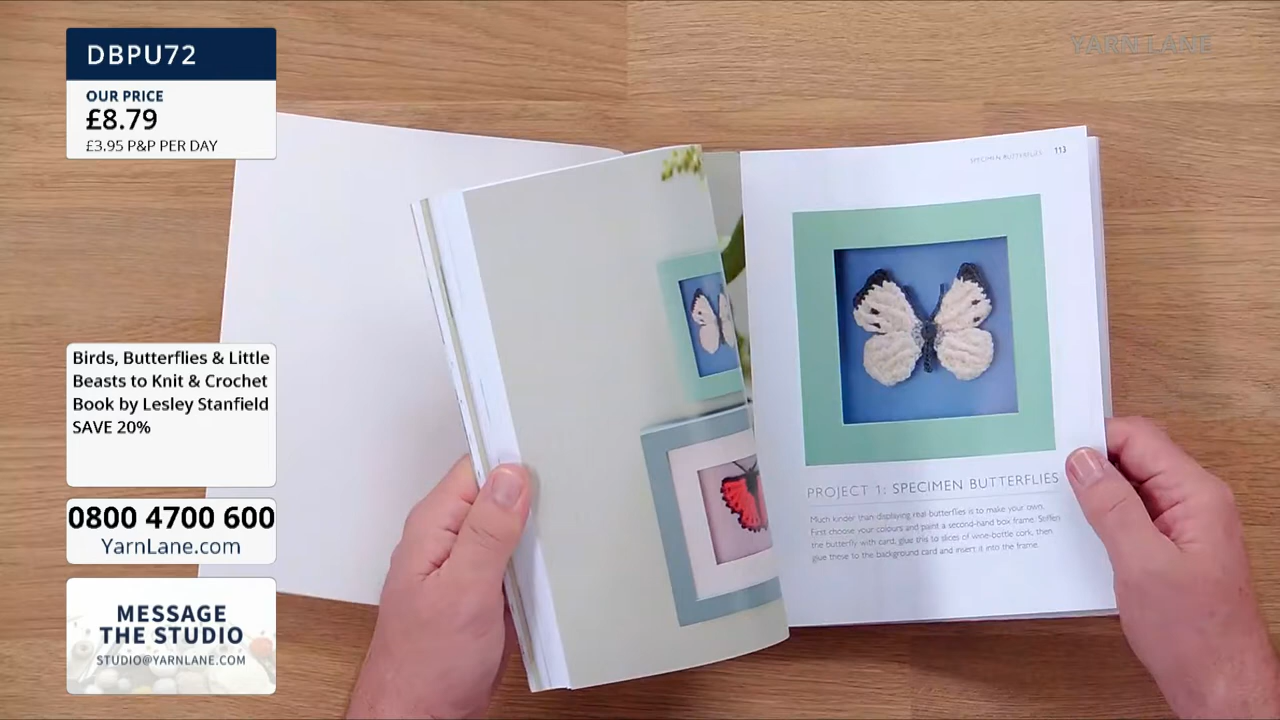 DBPU72
OUR PRICE
£8.79
£3.95 P&P PER DAY
Birds, Butterflies & Little
Beasts to Knit & Crochet
Book by Lesley Stanfield
SAVE 20%
0800 4700 600
YarnLane.com
MESSAGE
THE STUDIO
STUDIO@YARNLANE.COM
YARN LANE
SPECIMEN BUTTERFLIES 113
PROJECT 1: SPECIMEN BUTTERFLIES
Much kinder than displaying real butterflies is to make your own.
First choose your colours and paint a second-hand box frame. Stiffen
the butterfly with card, glue this to slices of wine-bottle cork, then
glue these to the background card and insert it into the frame.